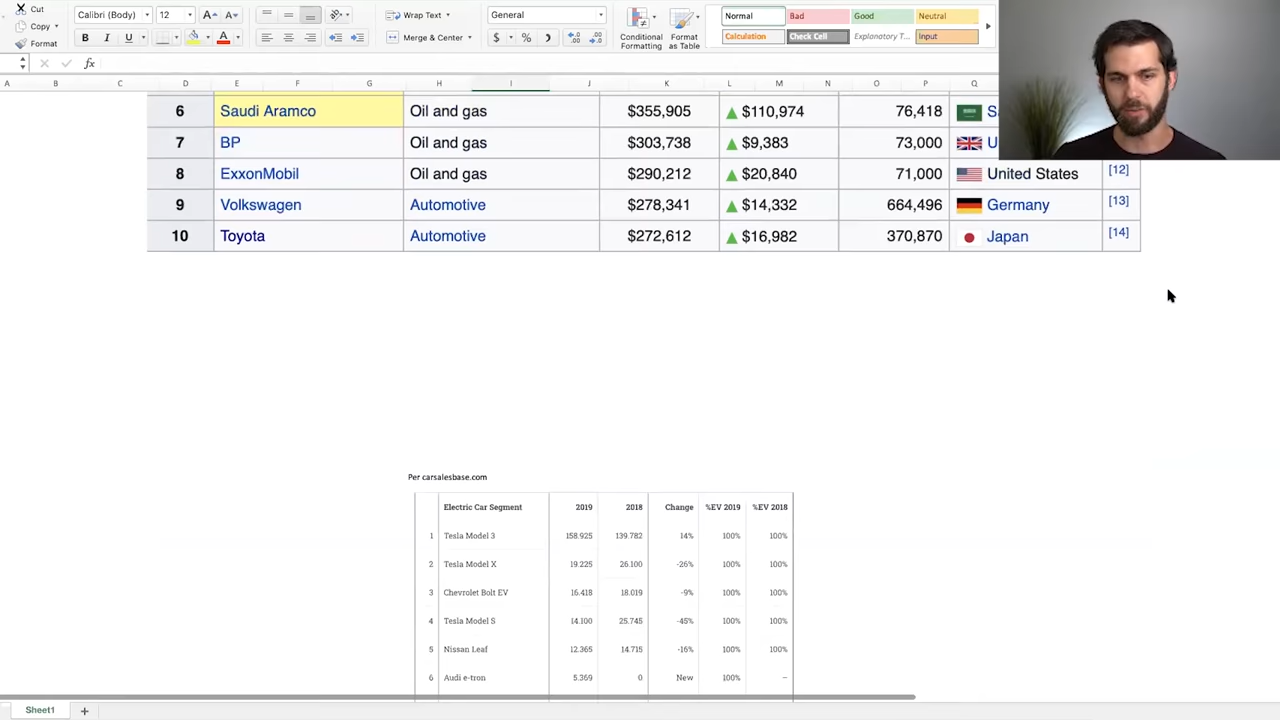 Cut
Copy
Format
Calibri (Body) 12
B I U
Wrap Text
Merge & Center
General
$ % )
Conditional Formatting
Format as Table
Normal Bad Good Neutral
Calculation Check Cell Explanatory T... Input
fx
A B C D E F G H I J K L M N O P Q
6 Saudi Aramco Oil and gas $355,905 ▲ $110,974 76,418 S
7 BP Oil and gas $303,738 ▲ $9,383 73,000 U
8 ExxonMobil Oil and gas $290,212 ▲ $20,840 71,000 United States [12]
9 Volkswagen Automotive $278,341 ▲ $14,332 664,496 Germany [13]
10 Toyota Automotive $272,612 ▲ $16,982 370,870 Japan [14]
Per carsalesbase.com
Electric Car Segment 2019 2018 Change %EV 2019 %EV 2018
1 Tesla Model 3 158.925 139.782 14% 100% 100%
2 Tesla Model X 19.225 26.100 -26% 100% 100%
3 Chevrolet Bolt EV 16.418 18.019 -9% 100% 100%
4 Tesla Model S 14.100 25.745 -45% 100% 100%
5 Nissan Leaf 12.365 14.715 -16% 100% 100%
6 Audi e-tron 5.369 0 New 100% –
Sheet1